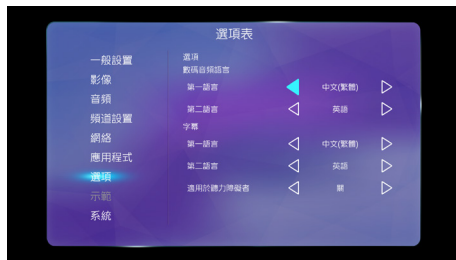 選項表
一般設置
影像
音頻
頻道設置
網絡
應用程式
選項
示範
系統
選項
數碼音頻語言
第一語言 中文(繁體)
第二語言 英語
字幕
第一語言 中文(繁體)
第二語言 英語
適用於聽力障礙者 關